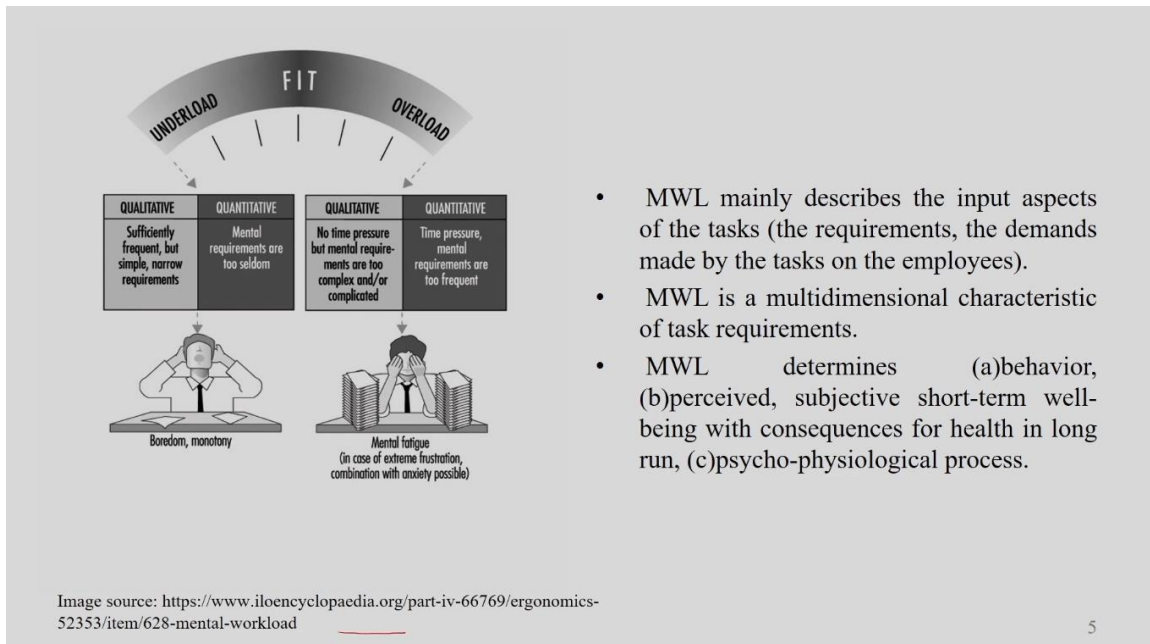 FIT
UNDERLOAD
OVERLOAD
QUALITATIVE
Sufficiently
frequent, but
simple, narrow
requirements
QUANTITATIVE
Mental
requirements are
too seldom
QUALITATIVE
No time pressure
but mental require-
ments are too
complex and/or
complicated
QUANTITATIVE
Time pressure,
mental
requirements are
too frequent
Boredom, monotony
Mental fatigue
(in case of extreme frustration,
combination with anxiety possible)
• MWL mainly describes the input aspects
of the tasks (the requirements, the demands
made by the tasks on the employees).
• MWL is a multidimensional characteristic
of task requirements.
• MWL determines (a)behavior,
(b)perceived, subjective short-term well-
being with consequences for health in long
run, (c)psycho-physiological process.
Image source: https://www.iloencyclopaedia.org/part-iv-66769/ergonomics-
52353/item/628-mental-workload
5